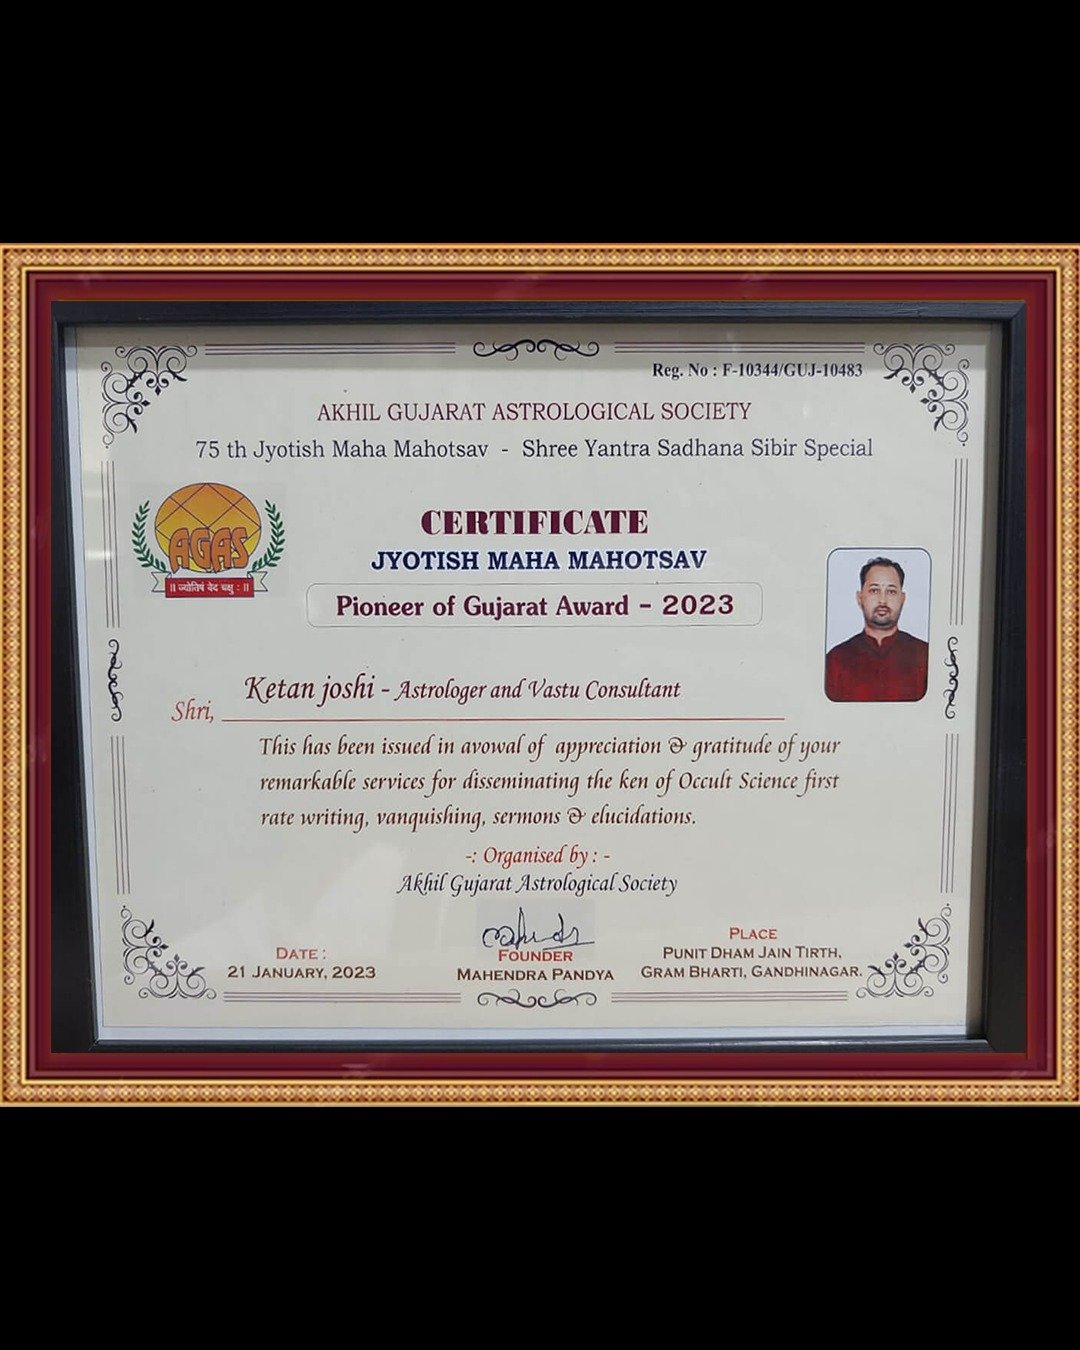 Reg. No : F-10344/GUJ-10483
AKHIL GUJARAT ASTROLOGICAL SOCIETY
75 th Jyotish Maha Mahotsav - Shree Yantra Sadhana Sibir Special
AGAS
॥ ज्योतिषं वेद चक्षु : ॥
CERTIFICATE
JYOTISH MAHA MAHOTSAV
Pioneer of Gujarat Award - 2023
Ketan joshi - Astrologer and Vastu Consultant
Shri,
This has been issued in avowal of appreciation & gratitude of your
remarkable services for disseminating the ken of Occult Science first
rate writing, vanquishing, sermons & elucidations.
-: Organised by : -
Akhil Gujarat Astrological Society
DATE :
21 JANUARY, 2023
FOUNDER
MAHENDRA PANDYA
PLACE
PUNIT DHAM JAIN TIRTH,
GRAM BHARTI, GANDHINAGAR.